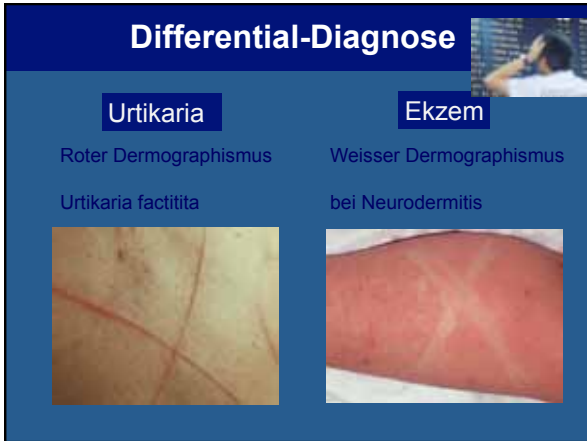 Differential-Diagnose
Urtikaria
Roter Dermographismus
Urtikaria factitita
Ekzem
Weisser Dermographismus
bei Neurodermitis